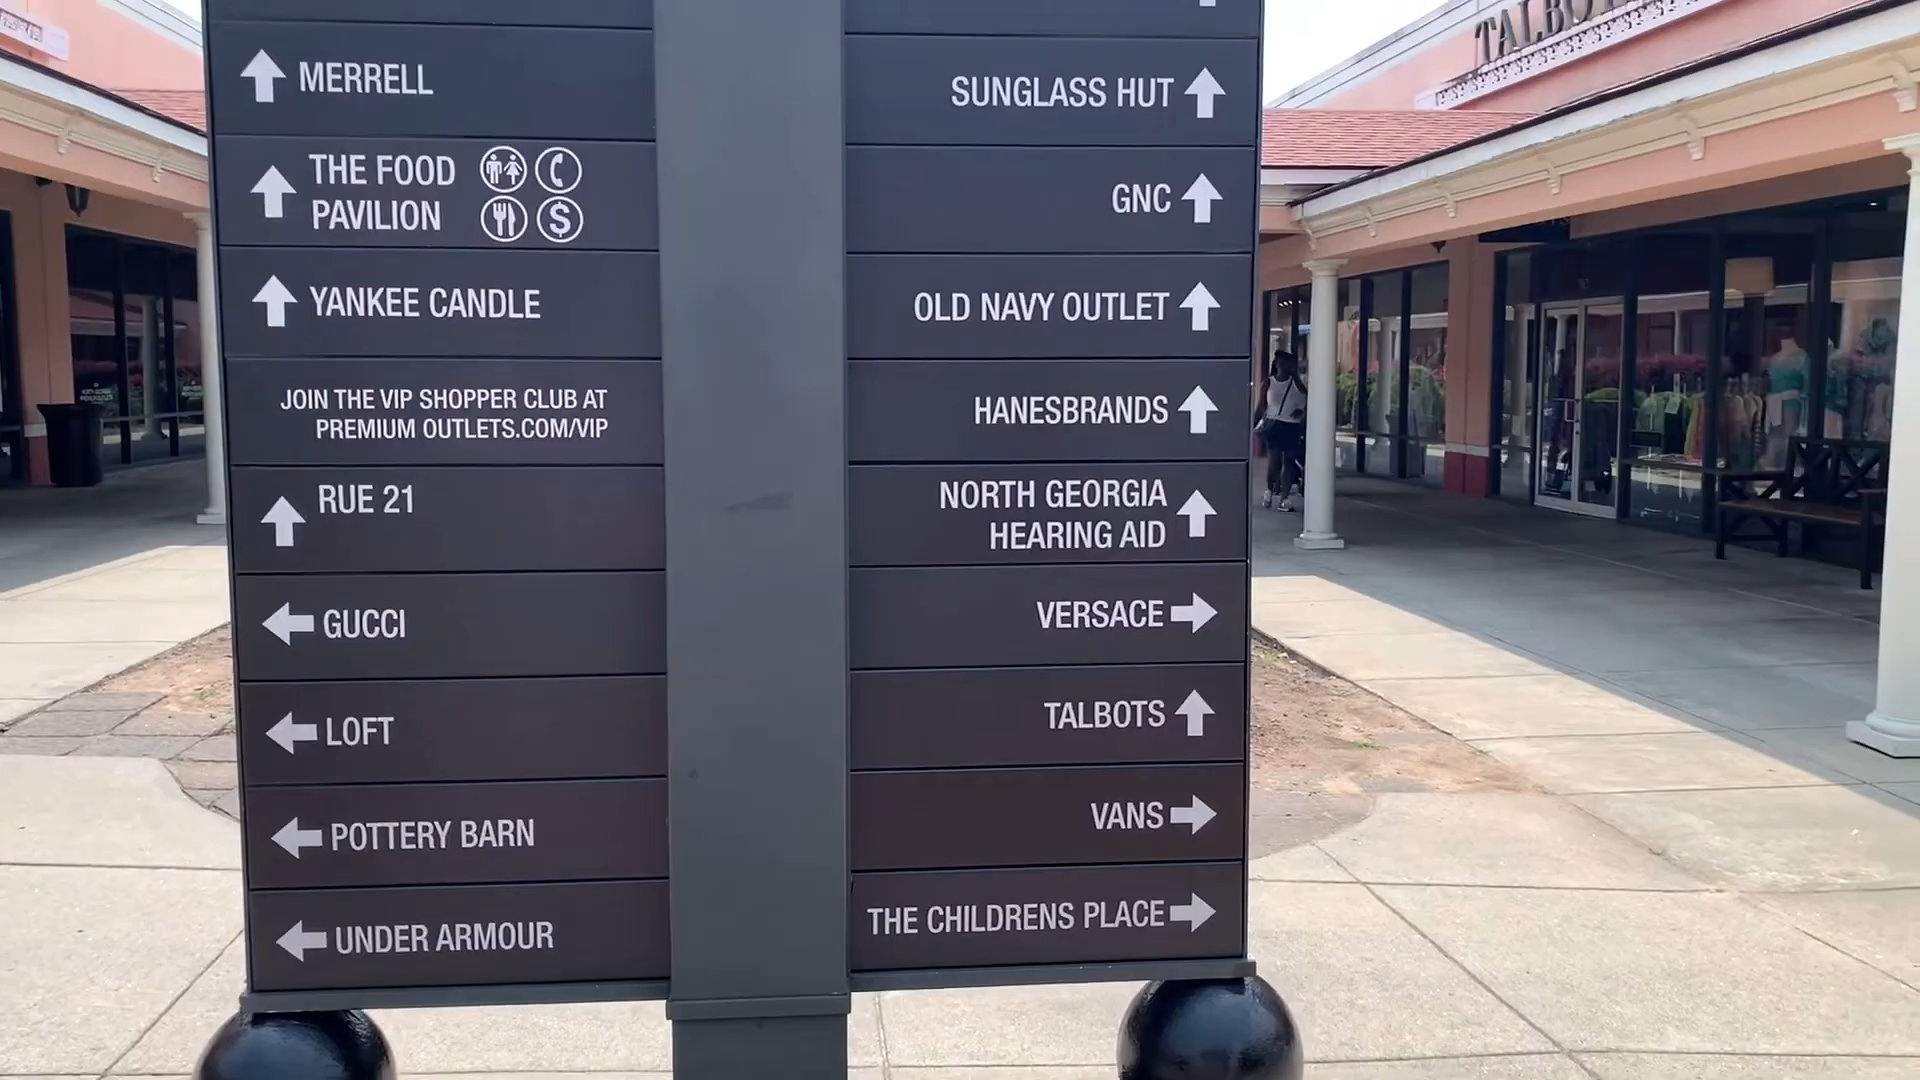 MERRELL
THE FOOD
PAVILION
YANKEE CANDLE
JOIN THE VIP SHOPPER CLUB AT
PREMIUM OUTLETS.COM/VIP
RUE 21
GUCCI
LOFT
POTTERY BARN
UNDER ARMOUR
SUNGLASS HUT
GNC
OLD NAVY OUTLET
HANESBRANDS
NORTH GEORGIA
HEARING AID
VERSACE
TALBOTS
VANS
THE CHILDRENS PLACE